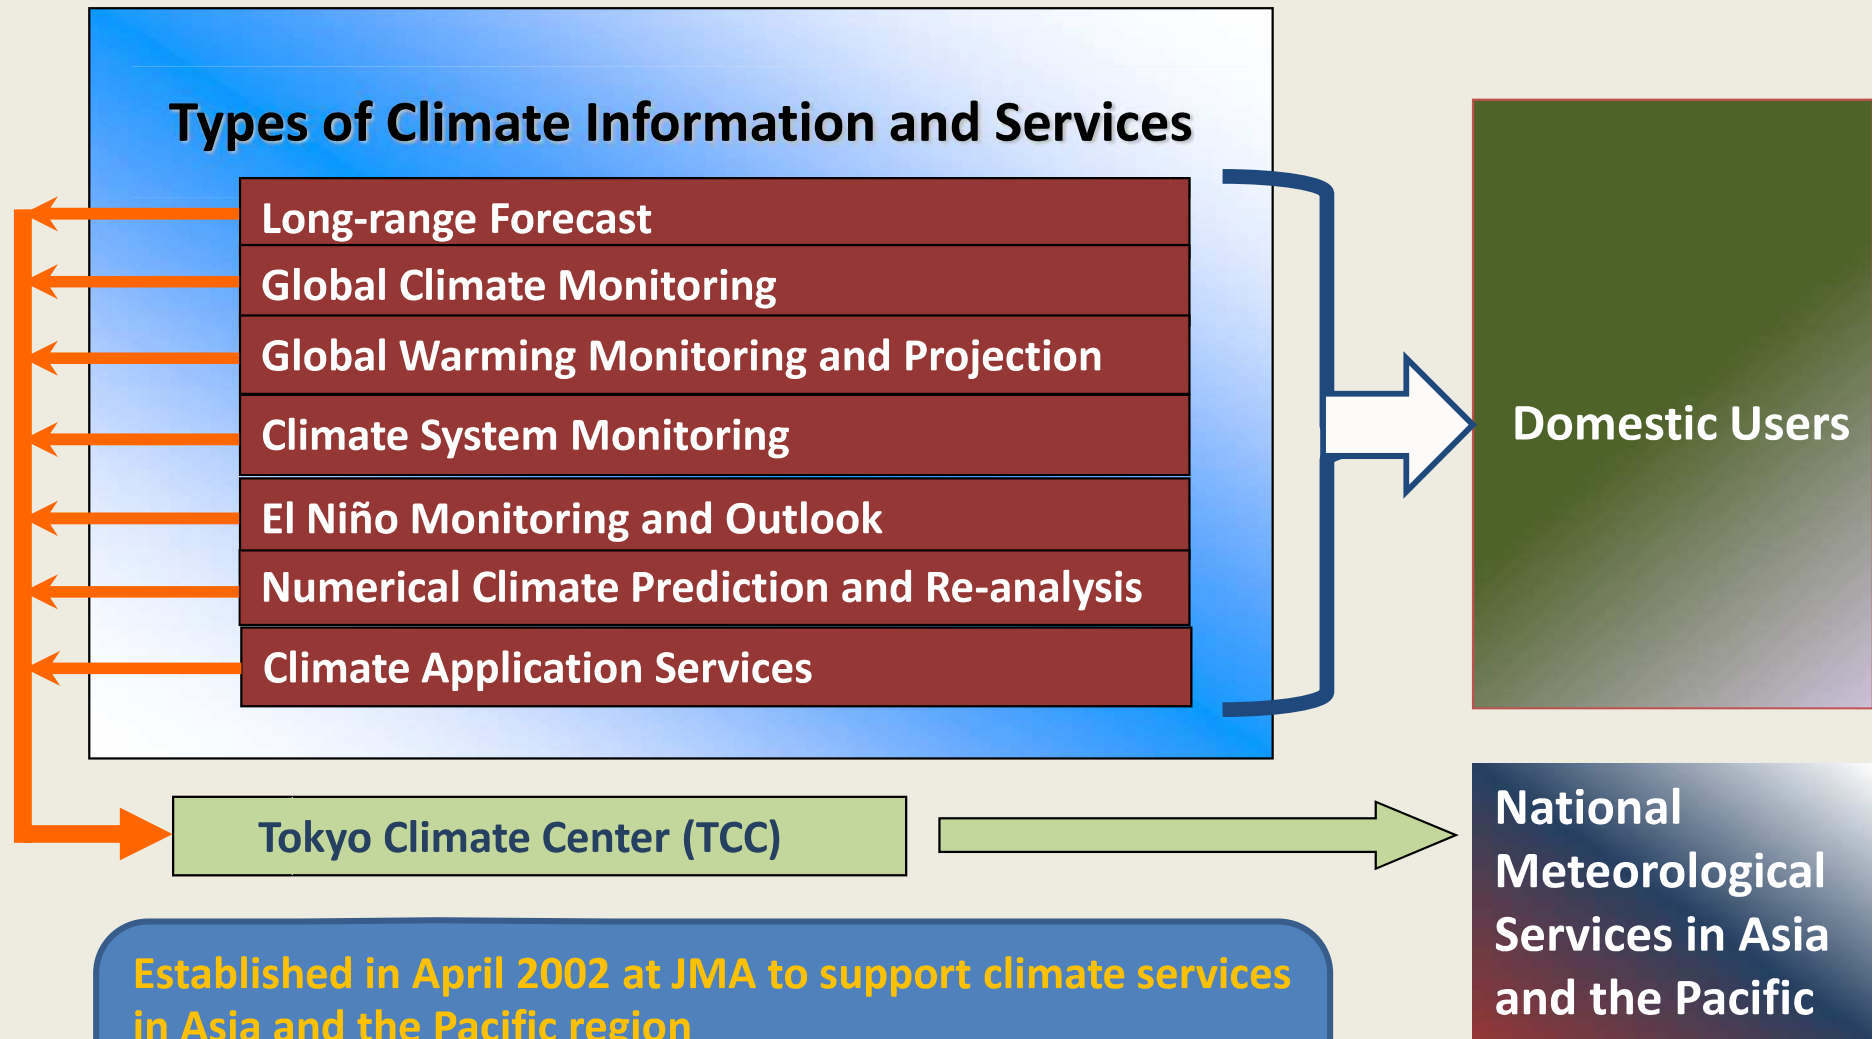 Types of Climate Information and Services
Long-range Forecast
Global Climate Monitoring
Global Warming Monitoring and Projection
Climate System Monitoring
El Niño Monitoring and Outlook
Numerical Climate Prediction and Re-analysis
Climate Application Services
Domestic Users
Tokyo Climate Center (TCC)
National
Meteorological
Services in Asia
and the Pacific
Established in April 2002 at JMA to support climate services
in Asia and the Pacific region